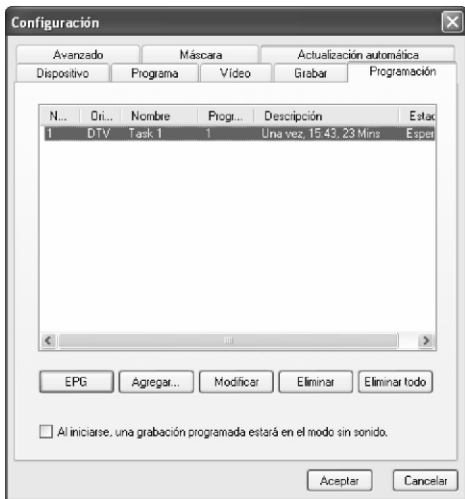 Configuración
Avanzado Máscara Actualización automática
Dispositivo Programa Vídeo Grabar Programación
N... Ori... Nombre Progr... Descripción Estac
1 DTV Task 1 1 Una vez, 15:43, 23 Mins Esper
EPG Agregar... Modificar Eliminar Eliminar todo
Al iniciarse, una grabación programada estará en el modo sin sonido.
Aceptar Cancelar